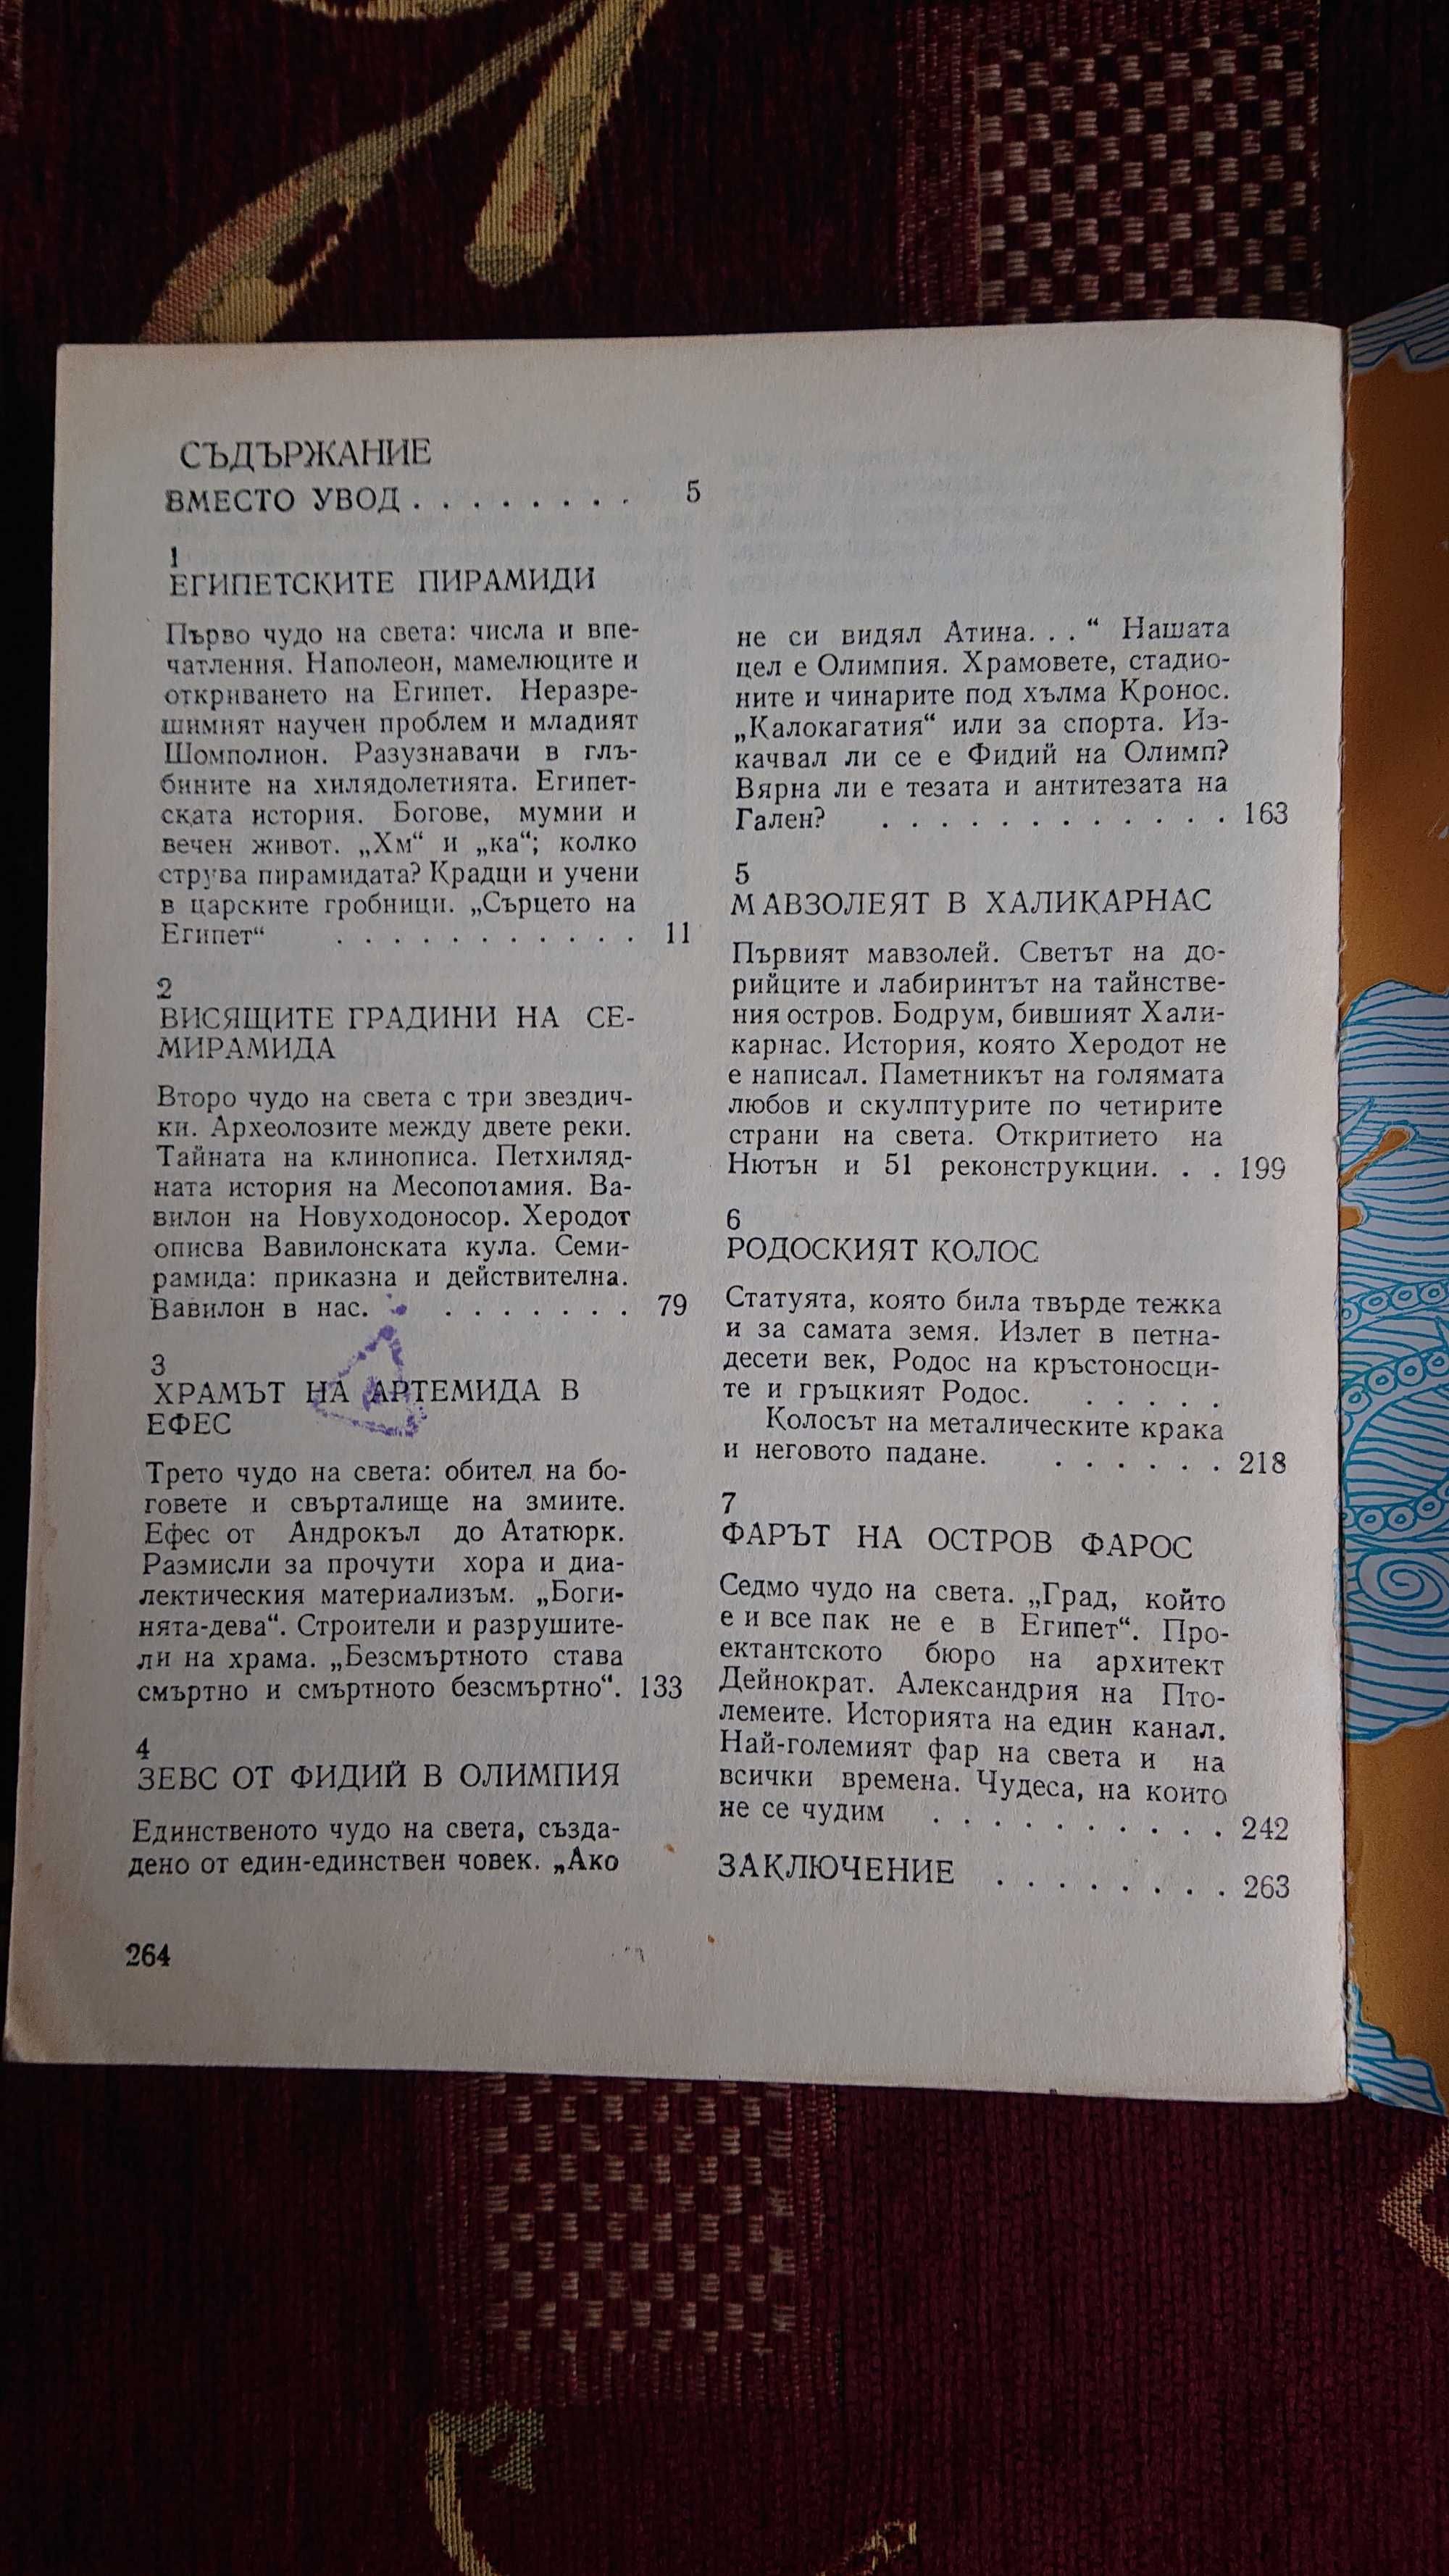 СЪДЪРЖАНИЕ
ВМЕСТО УВОД . . . . . . . . 5
1
ЕГИПЕТСКИТЕ ПИРАМИДИ
Първо чудо на света: числа и впе-
чатления. Наполеон, мамелюците и
откриването на Египет. Неразре-
шимият научен проблем и младият
Шомполион. Разузнавачи в глъ-
бините на хилядолетията. Египет-
ската история. Богове, мумии и
вечен живот. „Хм“ и „ка“; колко
струва пирамидата? Крадци и учени
в царските гробници. „Сърцето на
Египет“ . . . . . . . . . . . 11
2
ВИСЯЩИТЕ ГРАДИНИ НА СЕ-
МИРАМИДА
Второ чудо на света с три звездич-
ки. Археолозите между двете реки.
Тайната на клинописа. Петхиляд-
ната история на Месопотамия. Ва-
вилон на Новуходоносор. Херодот
описва Вавилонската кула. Семи-
рамида: приказна и действителна.
Вавилон в нас. . . . . . . . . 79
3
ХРАМЪТ НА АРТЕМИДА В
ЕФЕС
Трето чудо на света: обител на бо-
говете и свърталище на змиите.
Ефес от Андрокъл до Ататюрк.
Размисли за прочути хора и диа-
лектическия материализъм. „Боги-
нята-дева“. Строители и разрушите-
ли на храма. „Безсмъртното става
смъртно и смъртното безсмъртно“. 133
4
ЗЕВС ОТ ФИДИЙ В ОЛИМПИЯ
Единственото чудо на света, създа-
дено от един-единствен човек. „Ако
не си видял Атина. . . “ Нашата
цел е Олимпия. Храмовете, стадио-
ните и чинарите под хълма Кронос.
„Калокагатия“ или за спорта. Из-
качвал ли се е Фидий на Олимп?
Вярна ли е тезата и антитезата на
Гален? . . . . . . . . . . . . . 163
5
МАВЗОЛЕЯТ В ХАЛИКАРНАС
Първият мавзолей. Светът на до-
рийците и лабиринтът на тайнстве-
ния остров. Бодрум, бившият Хали-
карнас. История, която Херодот не
е написал. Паметникът на голямата
любов и скулптурите по четирите
страни на света. Откритието на
Нютън и 51 реконструкции. . . 199
6
РОДОСКИЯТ КОЛОС
Статуята, която била твърде тежка
и за самата земя. Излет в петна-
десети век, Родос на кръстоносци-
те и гръцкият Родос. . . . . .
Колосът на металическите крака
и неговото падане. . . . . . . 218
7
ФАРЪТ НА ОСТРОВ ФАРОС
Седмо чудо на света. „Град, който
е и все пак не е в Египет“. Про-
ектантското бюро на архитект
Дейнократ. Александрия на Пто-
лемеите. Историята на един канал.
Най-големият фар на света и на
всички времена. Чудеса, на които
не се чудим . . . . . . . . . . 242
ЗАКЛЮЧЕНИЕ . . . . . . . . 263
264